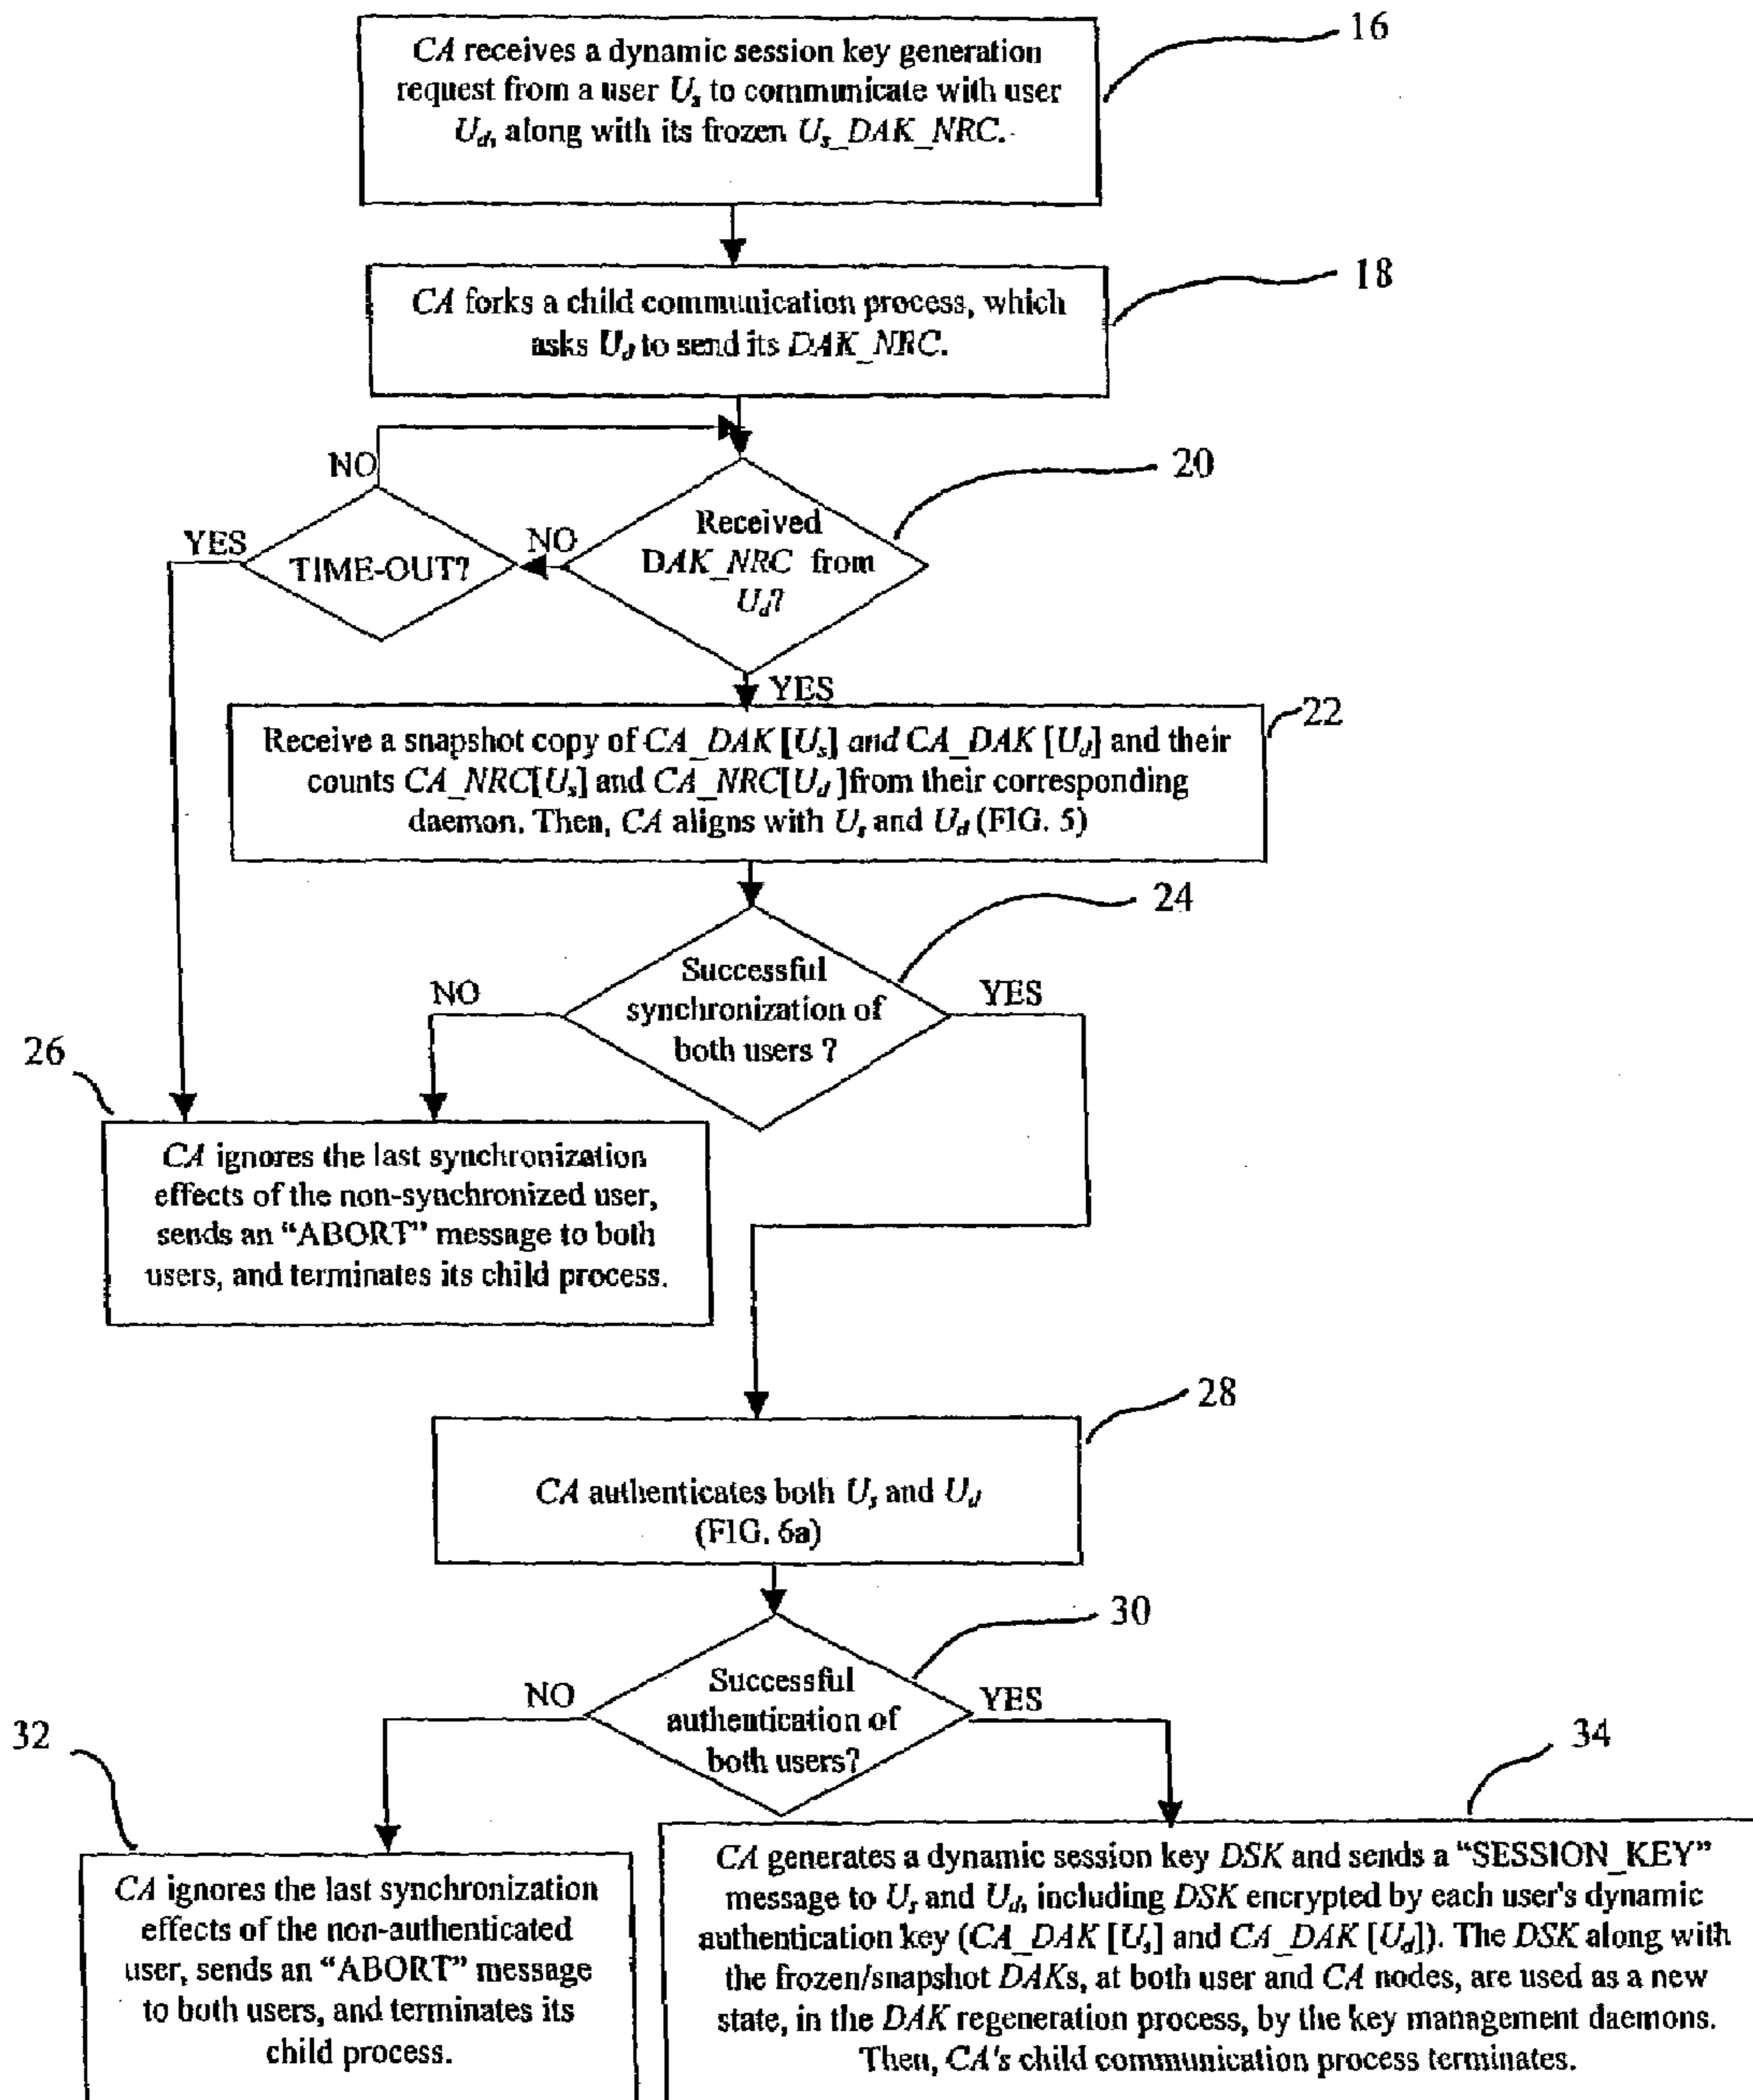 CA receives a dynamic session key generation
request from a user Us to communicate with user
Ud, along with its frozen Us_DAK_NRC.
16
CA forks a child communication process, which
asks Ud to send its DAK_NRC.
18
NO
20
YES
TIME-OUT?
NO
Received
DAK_NRC from
Ud?
YES
22
Receive a snapshot copy of CA_DAK [Us] and CA_DAK [Ud] and their
counts CA_NRC[Us] and CA_NRC[Ud ]from their corresponding
daemon. Then, CA aligns with Us and Ud (FIG. 5)
24
NO
Successful
synchronization of
both users ?
YES
26
CA ignores the last synchronization
effects of the non-synchronized user,
sends an “ABORT” message to both
users, and terminates its child process.
28
CA authenticates both Us and Ud
(FIG. 6a)
30
NO
Successful
authentication of
both users?
YES
32
34
CA ignores the last synchronization
effects of the non-authenticated
user, sends an “ABORT” message
to both users, and terminates its
child process.
CA generates a dynamic session key DSK and sends a “SESSION_KEY”
message to Us and Ud, including DSK encrypted by each user's dynamic
authentication key (CA_DAK [Us] and CA_DAK [Ud]). The DSK along with
the frozen/snapshot DAKs, at both user and CA nodes, are used as a new
state, in the DAK regeneration process, by the key management daemons.
Then, CA's child communication process terminates.